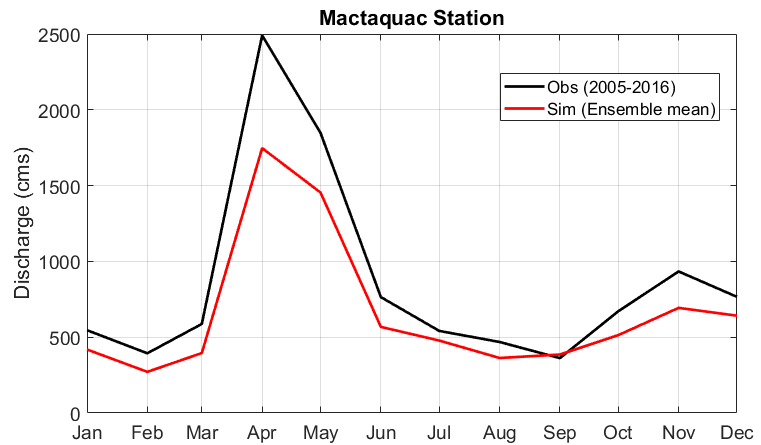 Mactaquac Station
Discharge (cms)
2500
2000
1500
1000
500
0
Obs (2005-2016)
Sim (Ensemble mean)
Jan Feb Mar Apr May Jun Jul Aug Sep Oct Nov Dec